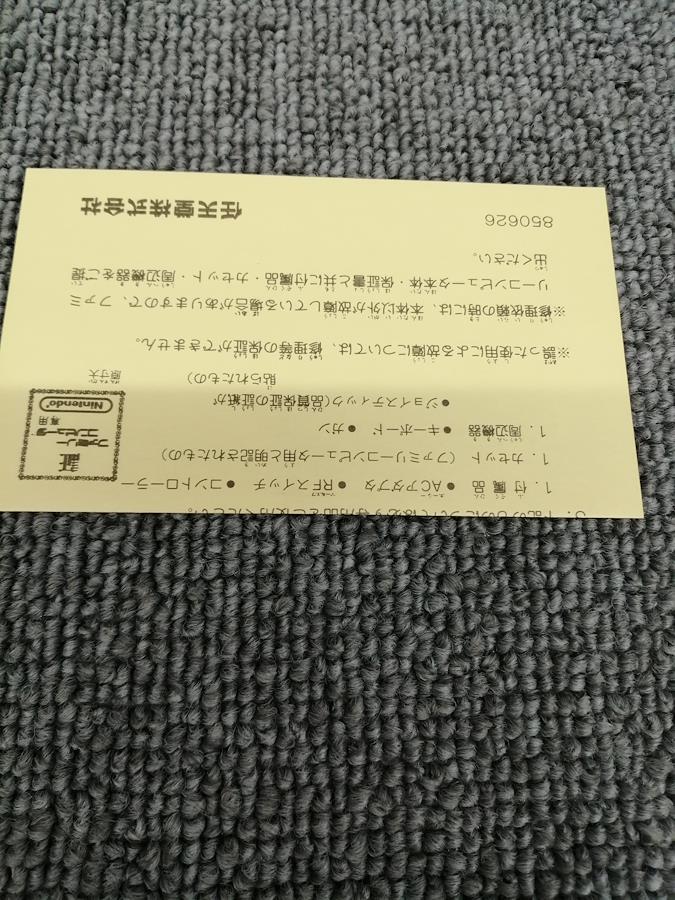 1. 付属品 ●ACアダプタ ●RFスイッチ ●コントローラー
1. カセット (ファミリーコンピュータ用と明記されたもの)
1. 周辺機器 ●キーボード ●ガン
●ジョイスティック(品質保証の証紙が
貼られたもの)
原寸大
証
ファミリー
コンピュータ
専用
Nintendo®
※誤った使用による故障については、修理等の保証ができません。
※修理依頼の時には、本体以外が故障している場合がありますので、ファミ
リーコンピュータ本体・保証書と共に付属品・カセット・周辺機器をご提
出ください。
850626
任天堂株式会社